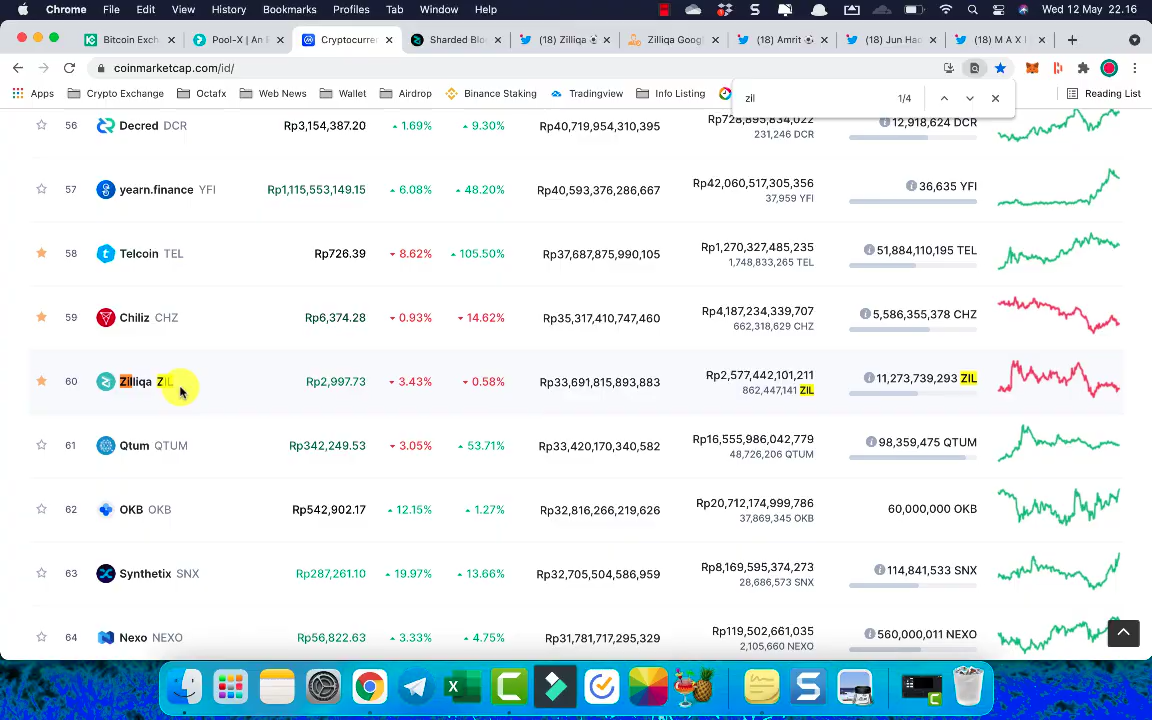 Chrome File Edit View History Bookmarks Profiles Tab Window Help Wed 12 May 22.16
Bitcoin Exch Pool-X | An Cryptocurre Sharded Blo (18) Zilliqa Zilliqa Goog (18) Amrit (18) Jun Ha (18) M A X
coinmarketcap.com/id/
Apps Crypto Exchange Octafx Web News Wallet Airdrop Binance Staking Tradingview Info Listing Reading List
zil 1/4
56 Decred DCR Rp3,154,387.20 1.69% 9.30% Rp40,719,954,310,395 12,918,624 DCR
231,246 DCR
57 yearn.finance YFI Rp1,115,553,149.15 6.08% 48.20% Rp40,593,376,286,667 Rp42,060,517,305,356 36,635 YFI
37,959 YFI
58 Telcoin TEL Rp726.39 8.62% 105.50% Rp37,687,875,990,105 Rp1,270,327,485,235 51,884,110,195 TEL
1,748,833,265 TEL
59 Chiliz CHZ Rp6,374.28 0.93% 14.62% Rp35,317,410,747,460 Rp4,187,234,339,707 5,586,355,378 CHZ
662,318,629 CHZ
60 Zilliqa ZIL Rp2,997.73 3.43% 0.58% Rp33,691,815,893,883 Rp2,577,442,101,211 11,273,739,293 ZIL
862,447,141 ZIL
61 Qtum QTUM Rp342,249.53 3.05% 53.71% Rp33,420,170,340,582 Rp16,555,986,042,779 98,359,475 QTUM
48,726,206 QTUM
62 OKB OKB Rp542,902.17 12.15% 1.27% Rp32,816,266,219,626 Rp20,712,174,999,786 60,000,000 OKB
37,869,345 OKB
63 Synthetix SNX Rp287,261.10 19.97% 13.66% Rp32,705,504,586,959 Rp8,169,595,374,273 114,841,533 SNX
28,686,573 SNX
64 Nexo NEXO Rp56,822.63 3.33% 4.75% Rp31,781,717,295,329 Rp119,502,661,035 560,000,011 NEXO
2,105,660 NEXO